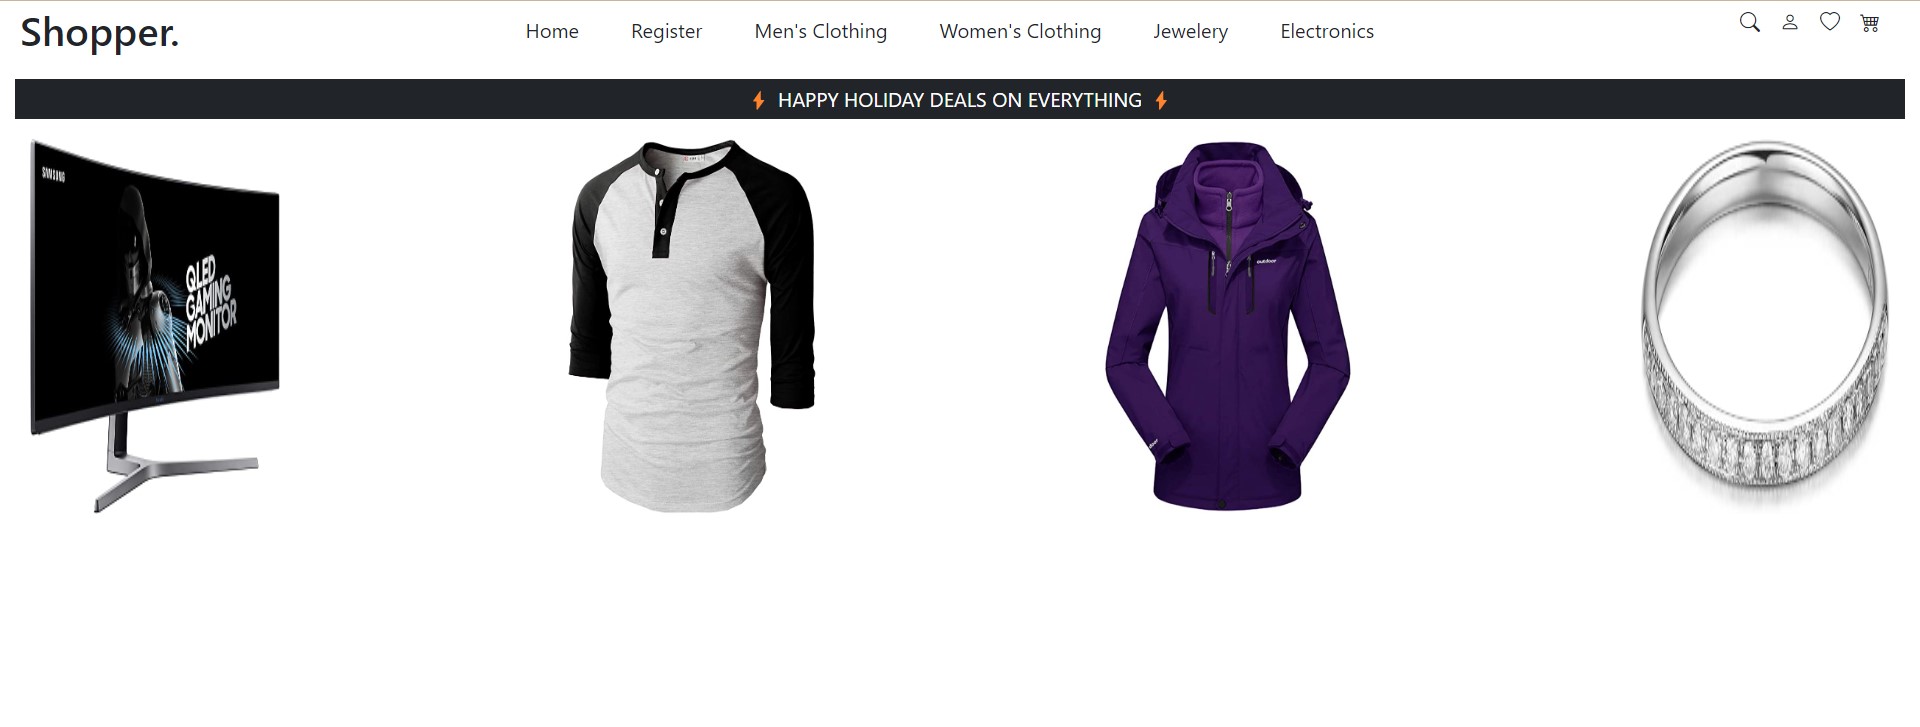 Shopper.
Home Register Men's Clothing Women's Clothing Jewelery Electronics
HAPPY HOLIDAY DEALS ON EVERYTHING
SAMSUNG
QLED
GAMING
MONITOR
outdoor